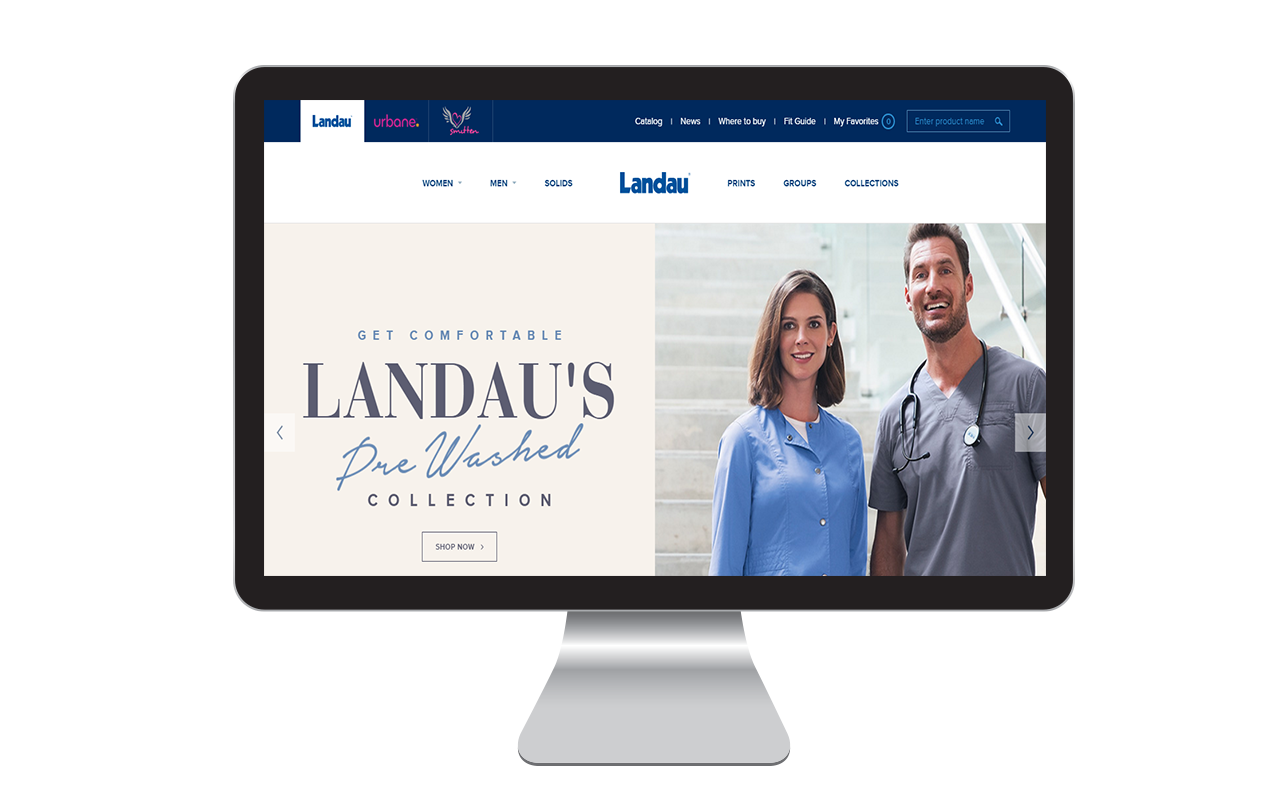 Landau urbane. smitten Catalog | News | Where to buy | Fit Guide | My Favorites 0 Enter product name
WOMEN MEN SOLIDS Landau PRINTS GROUPS COLLECTIONS
GET COMFORTABLE
LANDAU'S
Pre Washed
COLLECTION
SHOP NOW